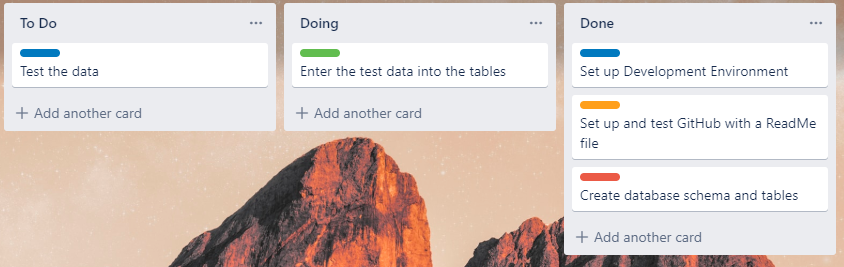 To Do
Test the data
Add another card
Doing
Enter the test data into the tables
Add another card
Done
Set up Development Environment
Set up and test GitHub with a ReadMe
file
Create database schema and tables
Add another card